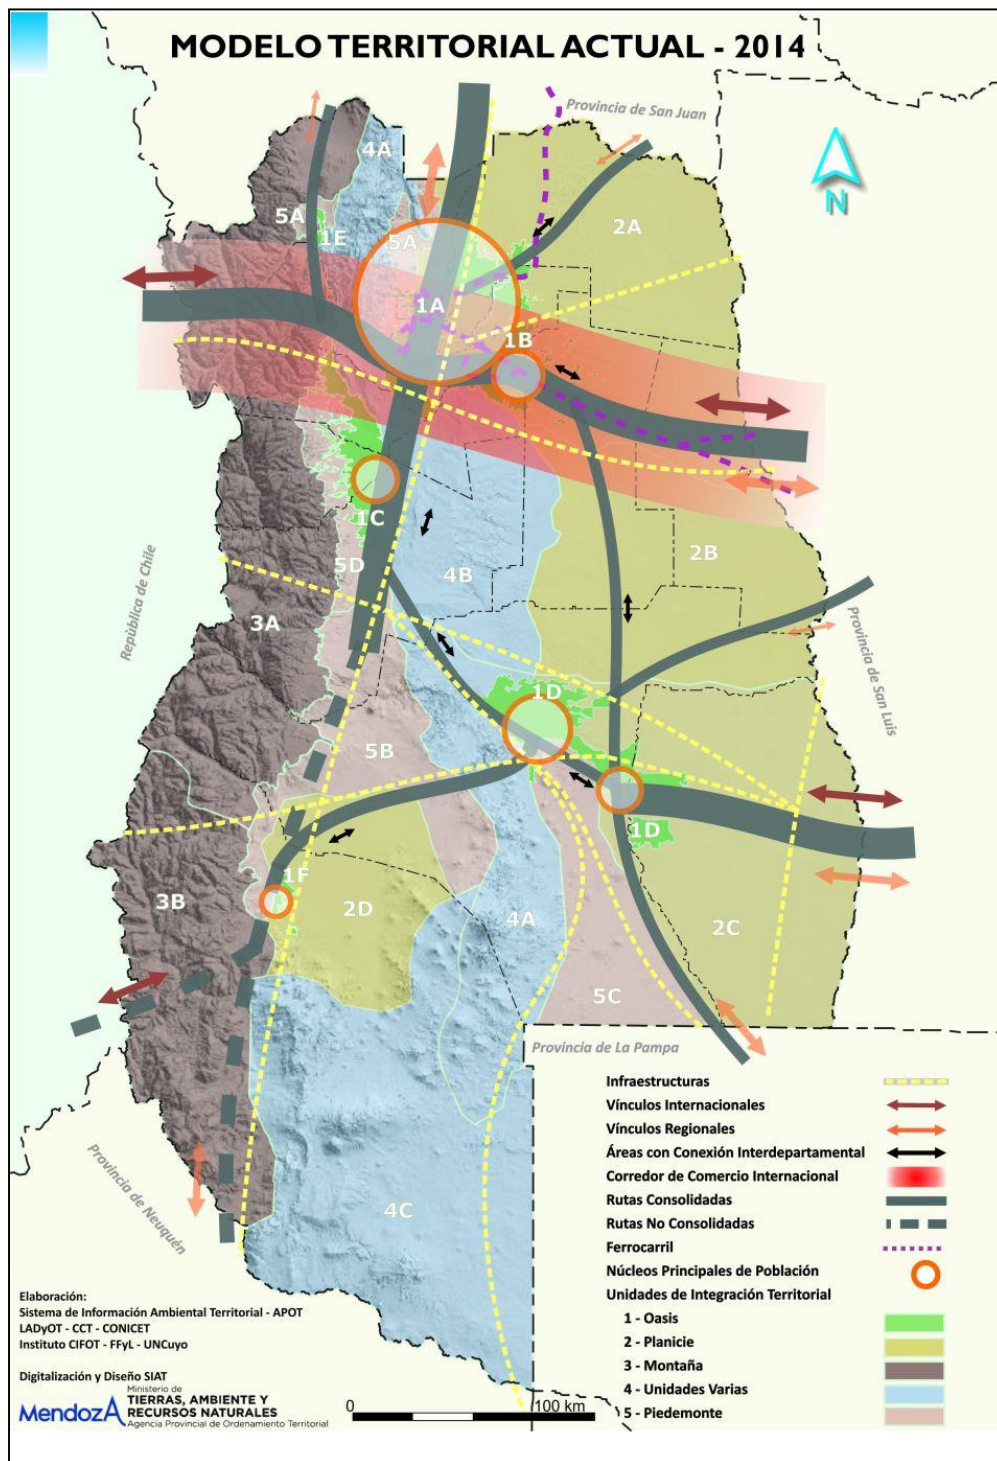 MODELO TERRITORIAL ACTUAL - 2014
Provincia de San Juan
N
4A
5A
1E
5A
2A
1A
1B
1C
5D
4B
2B
República de Chile
3A
Provincia de San Luis
1D
5B
1D
1F
3B
2D
4A
2C
5C
Provincia de La Pampa
Provincia de Neuquén
4C
Infraestructuras
Vínculos Internacionales
Vínculos Regionales
Áreas con Conexión Interdepartamental
Corredor de Comercio Internacional
Rutas Consolidadas
Rutas No Consolidadas
Ferrocarril
Núcleos Principales de Población
Unidades de Integración Territorial
1 - Oasis
2 - Planicie
3 - Montaña
4 - Unidades Varias
5 - Piedemonte
Elaboración:
Sistema de Información Ambiental Territorial - APOT
LADyOT - CCT - CONICET
Instituto CIFOT - FFyL - UNCuyo
Digitalización y Diseño SIAT
MendozA
Ministerio de
TIERRAS, AMBIENTE Y
RECURSOS NATURALES
Agencia Provincial de Ordenamiento Territorial
0 100 km